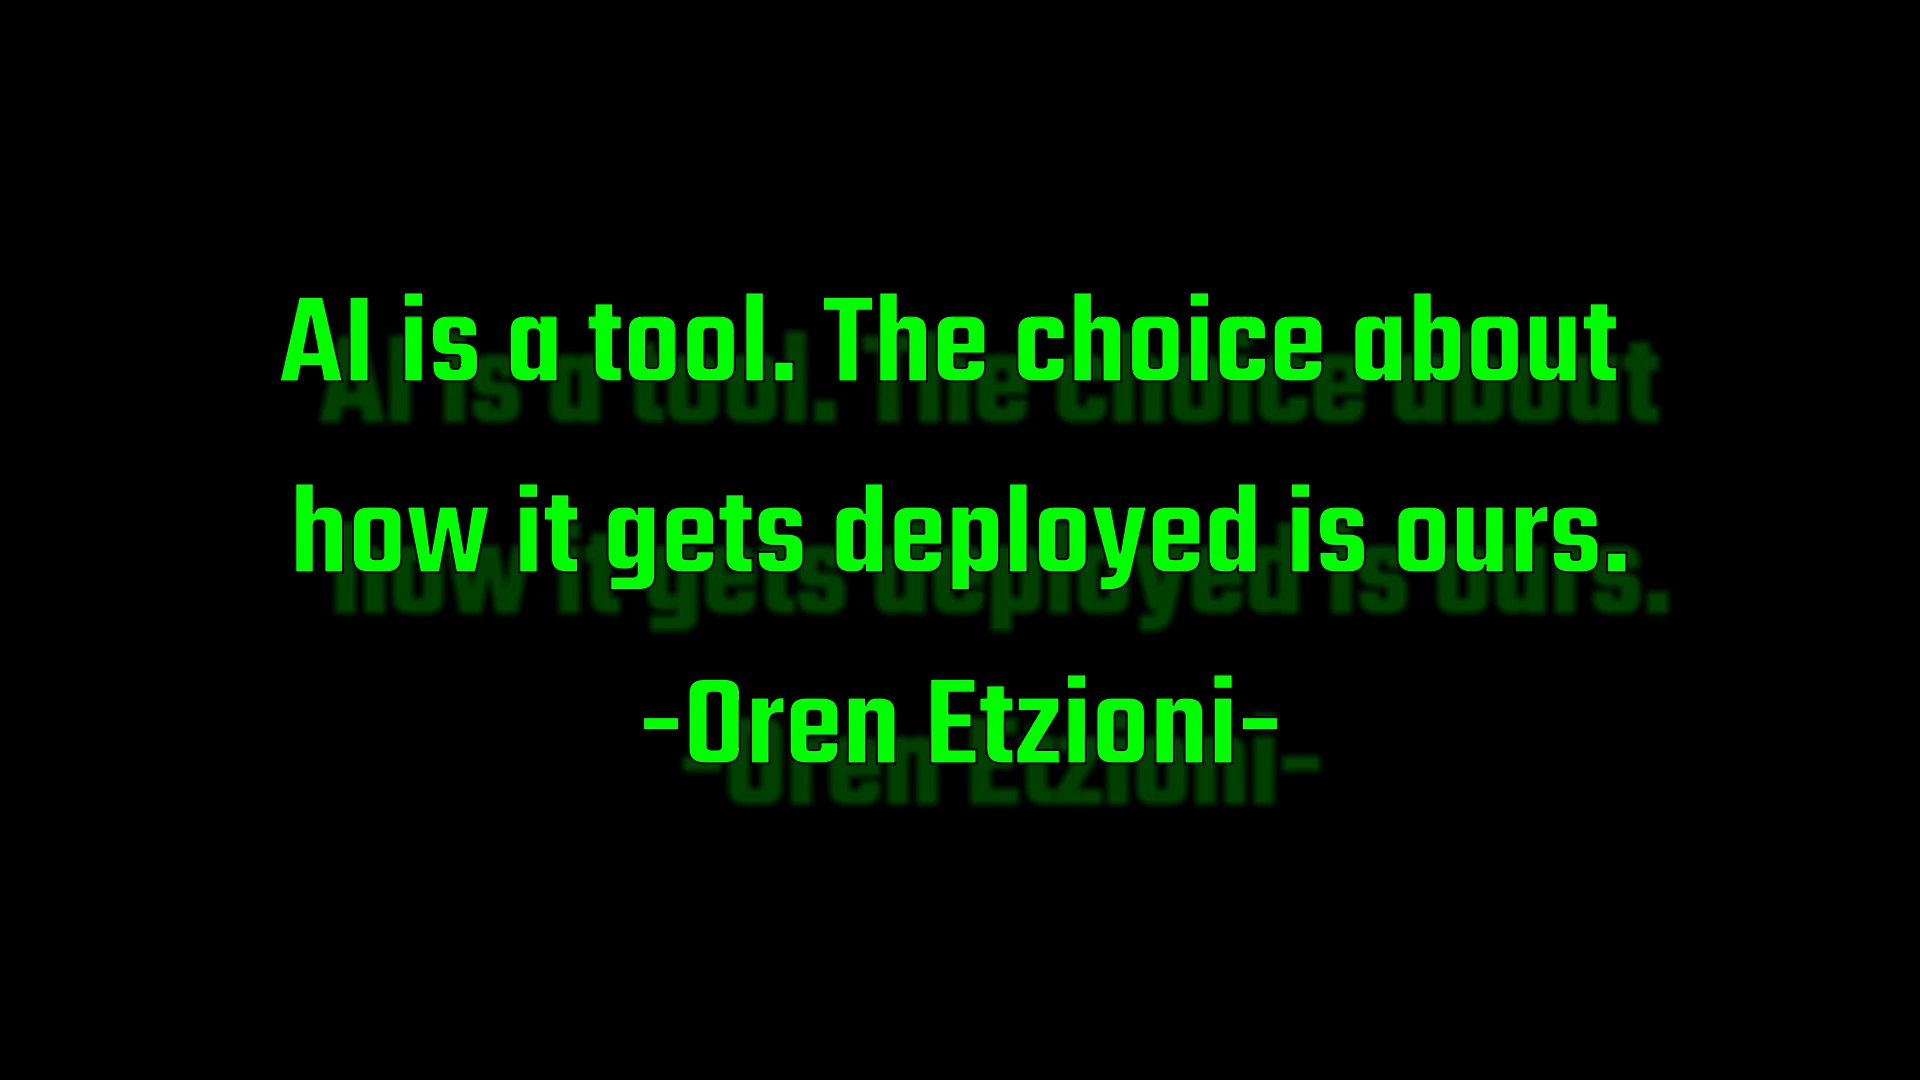 AI is a tool. The choice about
how it gets deployed is ours.
-Oren Etzioni-